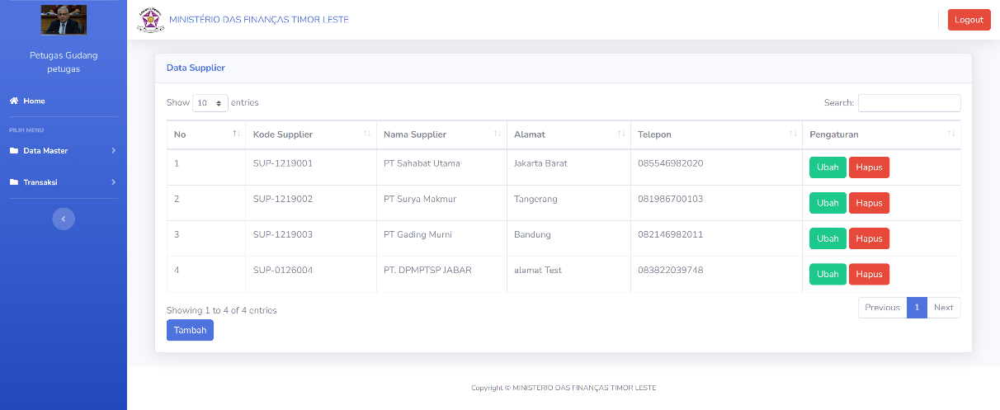 MINISTÉRIO DAS FINANÇAS TIMOR LESTE
Logout
Petugas Gudang
petugas
Home
PILIH MENU
Data Master
Transaksi
Data Supplier
Show 10 entries
Search:
No Kode Supplier Nama Supplier Alamat Telepon Pengaturan
1 SUP-1219001 PT Sahabat Utama Jakarta Barat 085546982020 Ubah Hapus
2 SUP-1219002 PT Surya Makmur Tangerang 081986700103 Ubah Hapus
3 SUP-1219003 PT Gading Murni Bandung 082146982011 Ubah Hapus
4 SUP-0126004 PT. DPMPTSP JABAR alamat Test 083822039748 Ubah Hapus
Showing 1 to 4 of 4 entries
Previous 1 Next
Tambah
Copyright © MINISTÉRIO DAS FINANÇAS TIMOR LESTE